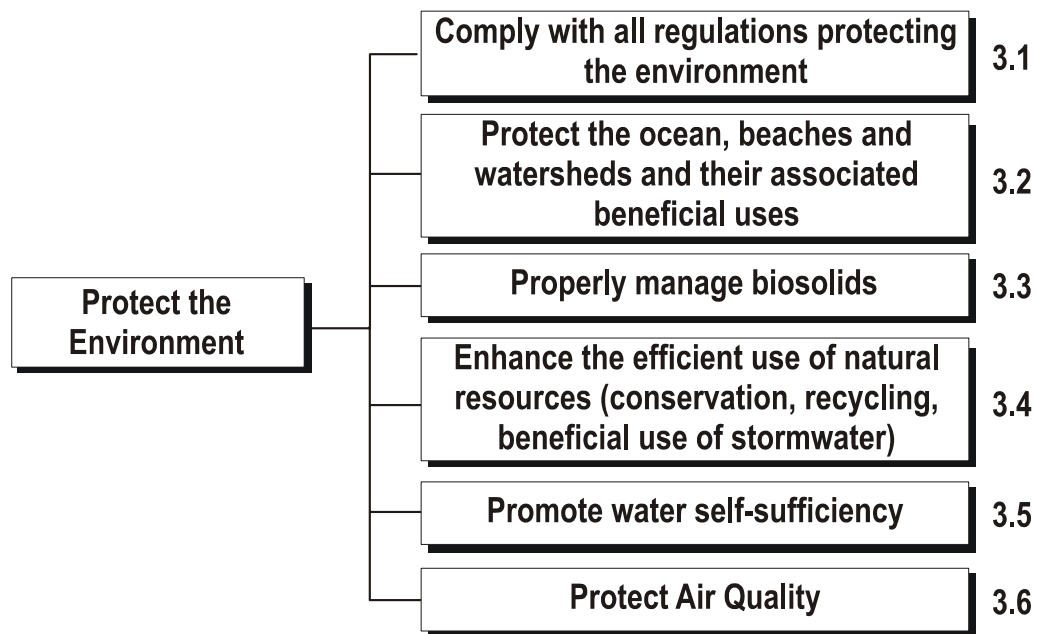 Protect the
Environment
Comply with all regulations protecting
the environment
3.1
Protect the ocean, beaches and
watersheds and their associated
beneficial uses
3.2
Properly manage biosolids
3.3
Enhance the efficient use of natural
resources (conservation, recycling,
beneficial use of stormwater)
3.4
Promote water self-sufficiency
3.5
Protect Air Quality
3.6